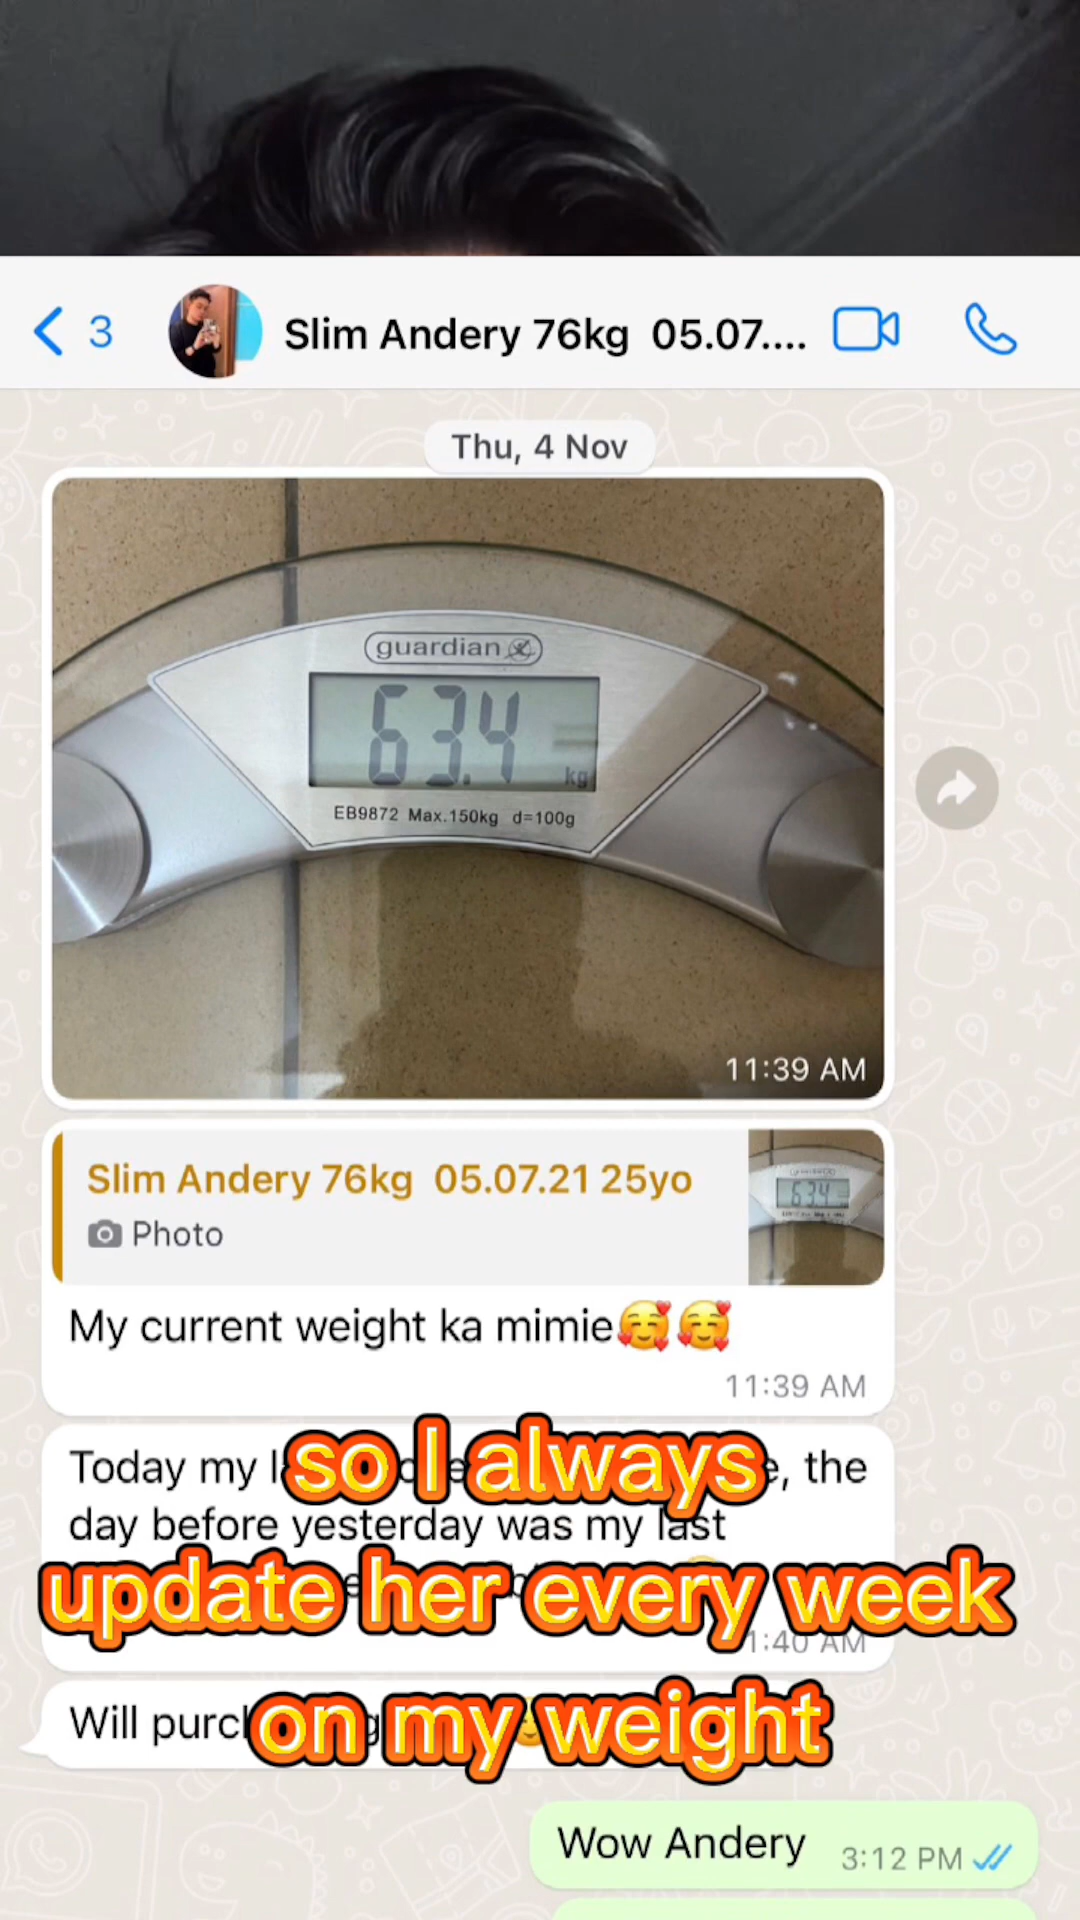 3
Slim Andery 76kg 05.07....
Thu, 4 Nov
guardian
63.4
kg
EB9872 Max.150kg d=100g
11:39 AM
Slim Andery 76kg 05.07.21 25yo
63.4
Photo
My current weight ka mimie🥰🥰
11:39 AM
Today my , the
day before yesterday was my last
1:40 AM
Will
so I always
update her every week
on my weight
Wow Andery
3:12 PM